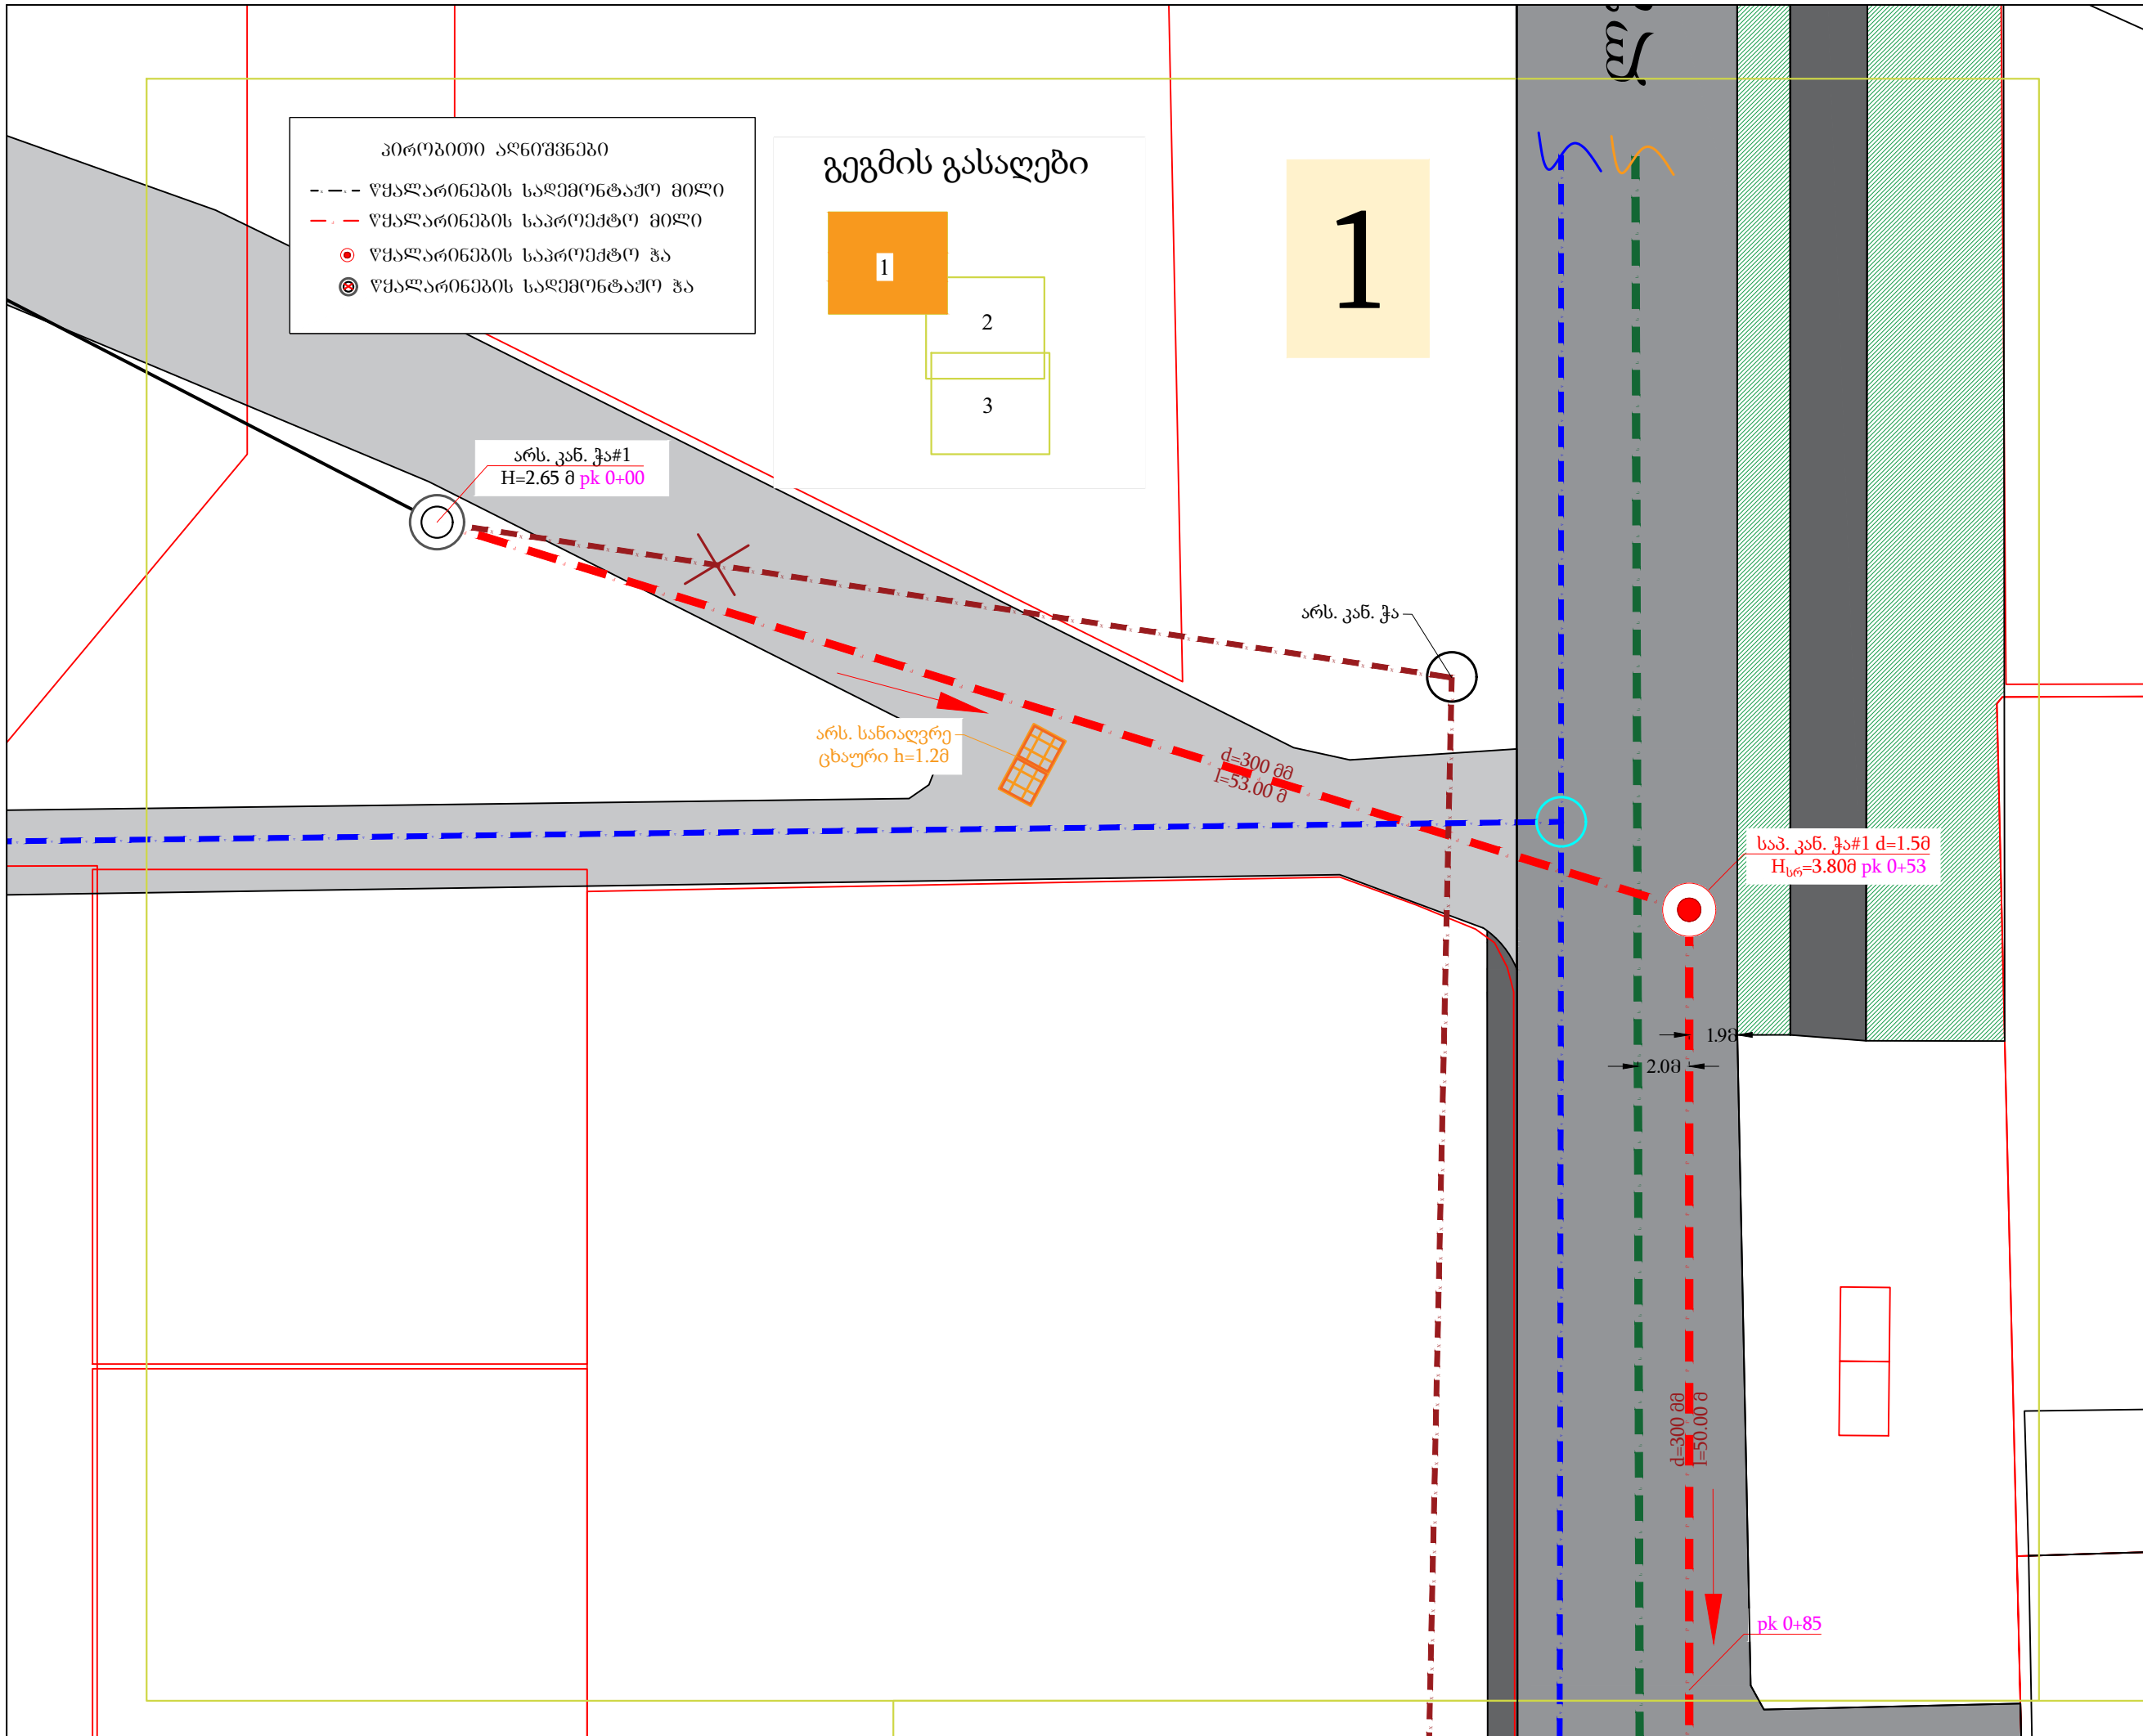 პირობითი აღნიშვნები
წყალარინების სადემონტაჟო მილი
წყალარინების საპროექტო მილი
წყალარინების საპროექტო ჭა
წყალარინების სადემონტაჟო ჭა
გეგმის გასაღები
1
2
3
1
არს. კან. ჭა#1
H=2.65 მ pk 0+00
არს. კან. ჭა
არს. სანიაღვრე
ცხაური h=1.2მ
d=300 მმ
l=53.00 მ
საპ. კან. ჭა#1 d=1.5მ
Hსრ=3.80მ pk 0+53
1.9მ
2.0მ
d=300 მმ
l=50.00 მ
pk 0+85